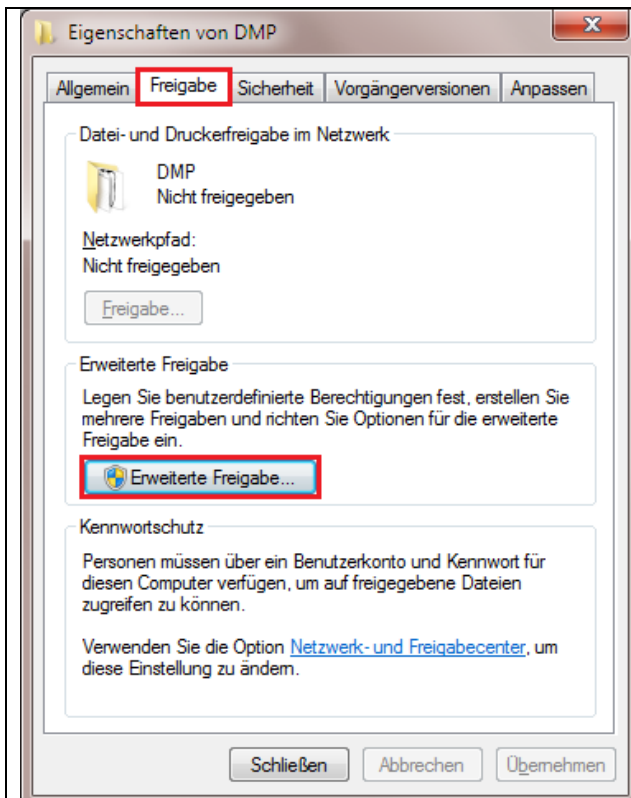 Eigenschaften von DMP
Allgemein Freigabe Sicherheit Vorgängerversionen Anpassen
Datei- und Druckerfreigabe im Netzwerk
DMP
Nicht freigegeben
Netzwerkpfad:
Nicht freigegeben
Freigabe...
Erweiterte Freigabe
Legen Sie benutzerdefinierte Berechtigungen fest, erstellen Sie
mehrere Freigaben und richten Sie Optionen für die erweiterte
Freigabe ein.
Erweiterte Freigabe...
Kennwortschutz
Personen müssen über ein Benutzerkonto und Kennwort für
diesen Computer verfügen, um auf freigegebene Dateien
zugreifen zu können.
Verwenden Sie die Option Netzwerk- und Freigabecenter, um
diese Einstellung zu ändern.
Schließen Abbrechen Übernehmen